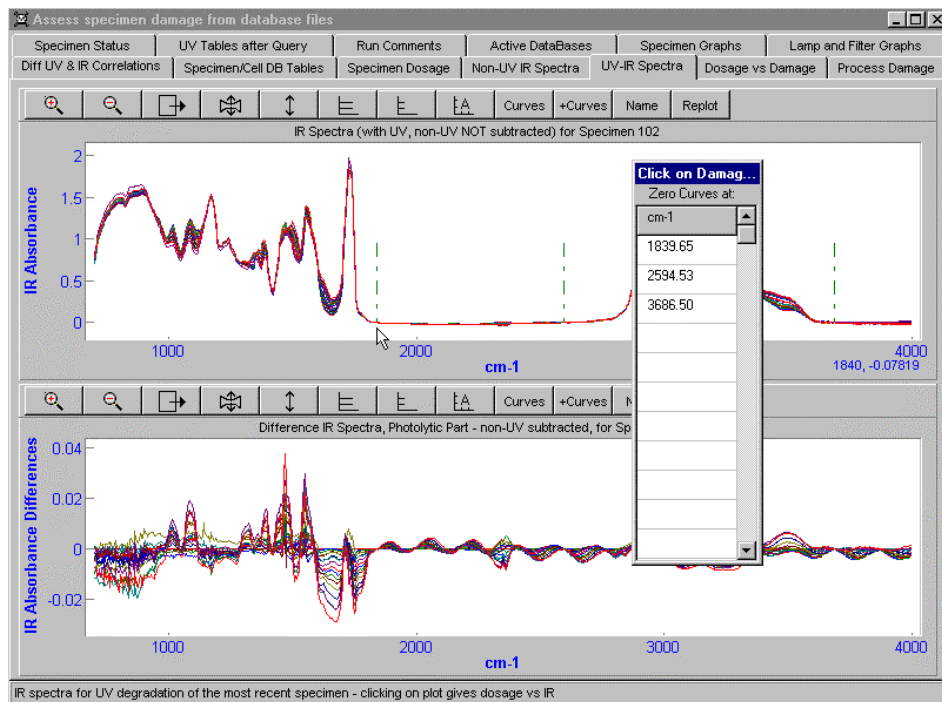 Assess specimen damage from database files
Specimen Status UV Tables after Query Run Comments Active DataBases Specimen Graphs Lamp and Filter Graphs
Diff UV & IR Correlations Specimen/Cell DB Tables Specimen Dosage Non-UV IR Spectra UV-IR Spectra Dosage vs Damage Process Damage
A Curves +Curves Name Replot
IR Spectra (with UV, non-UV NOT subtracted) for Specimen 102
IR Absorbance
2
1.5
1
0.5
0
1000 2000 4000
cm-1
1840, -0.07819
Click on Damag...
Zero Curves at:
cm-1
1839.65
2594.53
3686.50
A Curves +Curves N
Difference IR Spectra, Photolytic Part - non-UV subtracted, for Sp
IR Absorbance Differences
0.04
0.02
0
-0.02
1000 2000 3000 4000
cm-1
IR spectra for UV degradation of the most recent specimen - clicking on plot gives dosage vs IR